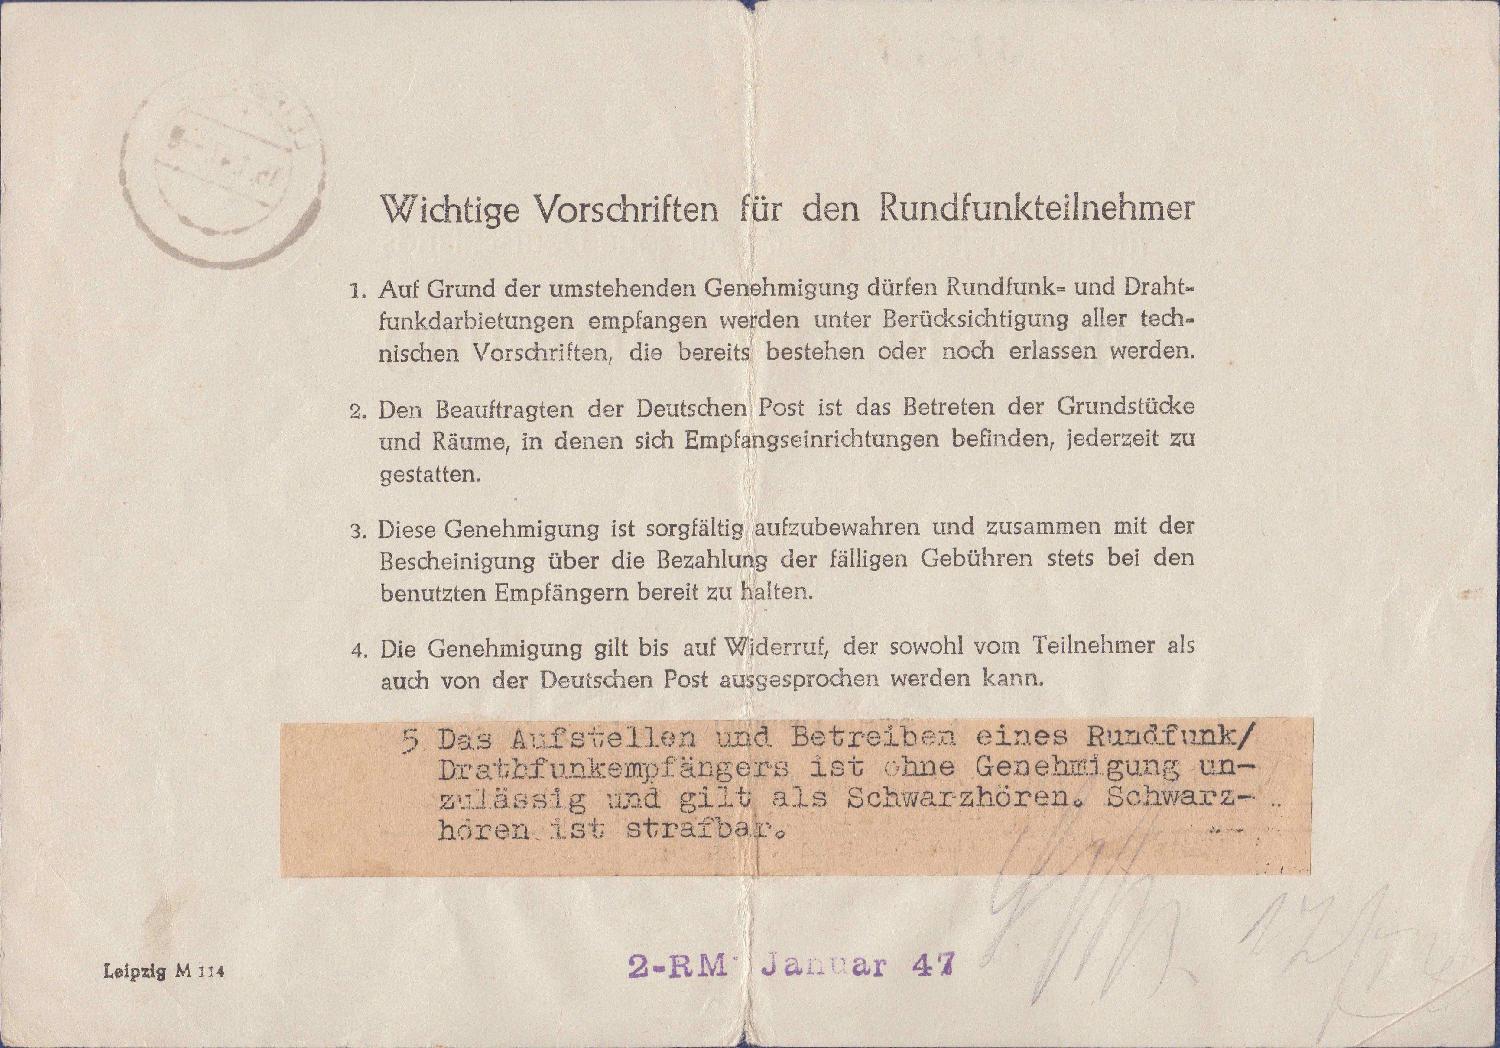 Wichtige Vorschriften für den Rundfunkteilnehmer
1. Auf Grund der umstehenden Genehmigung dürfen Rundfunk- und Draht-
funkdarbietungen empfangen werden unter Berücksichtigung aller tech-
nischen Vorschriften, die bereits bestehen oder noch erlassen werden.
2. Den Beauftragten der Deutschen Post ist das Betreten der Grundstücke
und Räume, in denen sich Empfangseinrichtungen befinden, jederzeit zu
gestatten.
3. Diese Genehmigung ist sorgfältig aufzubewahren und zusammen mit der
Bescheinigung über die Bezahlung der fälligen Gebühren stets bei den
benutzten Empfängern bereit zu halten.
4. Die Genehmigung gilt bis auf Widerruf, der sowohl vom Teilnehmer als
auch von der Deutschen Post ausgesprochen werden kann.
5 Das Aufstellen und Betreiben eines Rundfunk/
Drathfunkempfängers ist ohne Genehmigung un-
zulässig und gilt als Schwarzhören. Schwarz-
hören ist strafbar.
2-RM Januar 47
Leipzig M 114